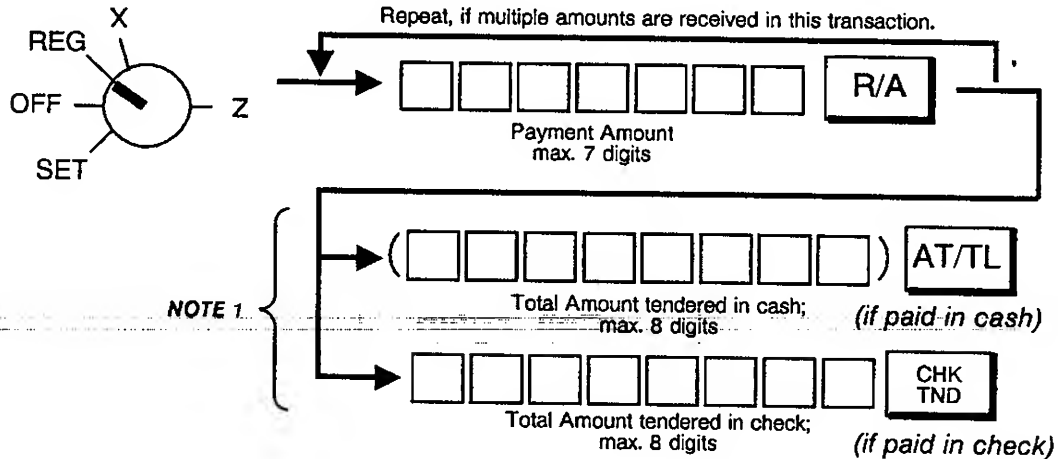 Repeat, if multiple amounts are received in this transaction.
X
REG
OFF
Z
SET
R/A
Payment Amount
max. 7 digits
NOTE 1
( ) AT/TL
Total Amount tendered in cash;
max. 8 digits
(if paid in cash)
CHK
TND
Total Amount tendered in check;
max. 8 digits
(if paid in check)